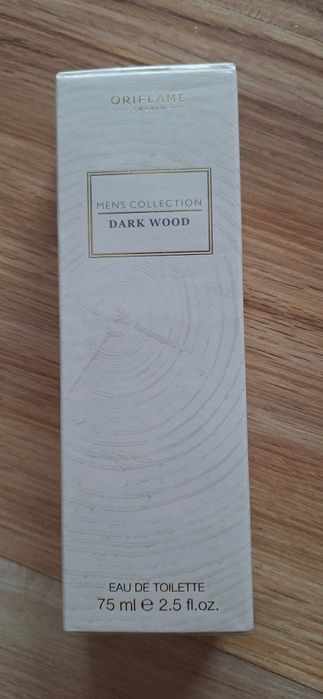 ORIFLAME
SWEDEN
MEN'S COLLECTION
DARK WOOD
EAU DE TOILETTE
75 ml ℮ 2.5 fl.oz.